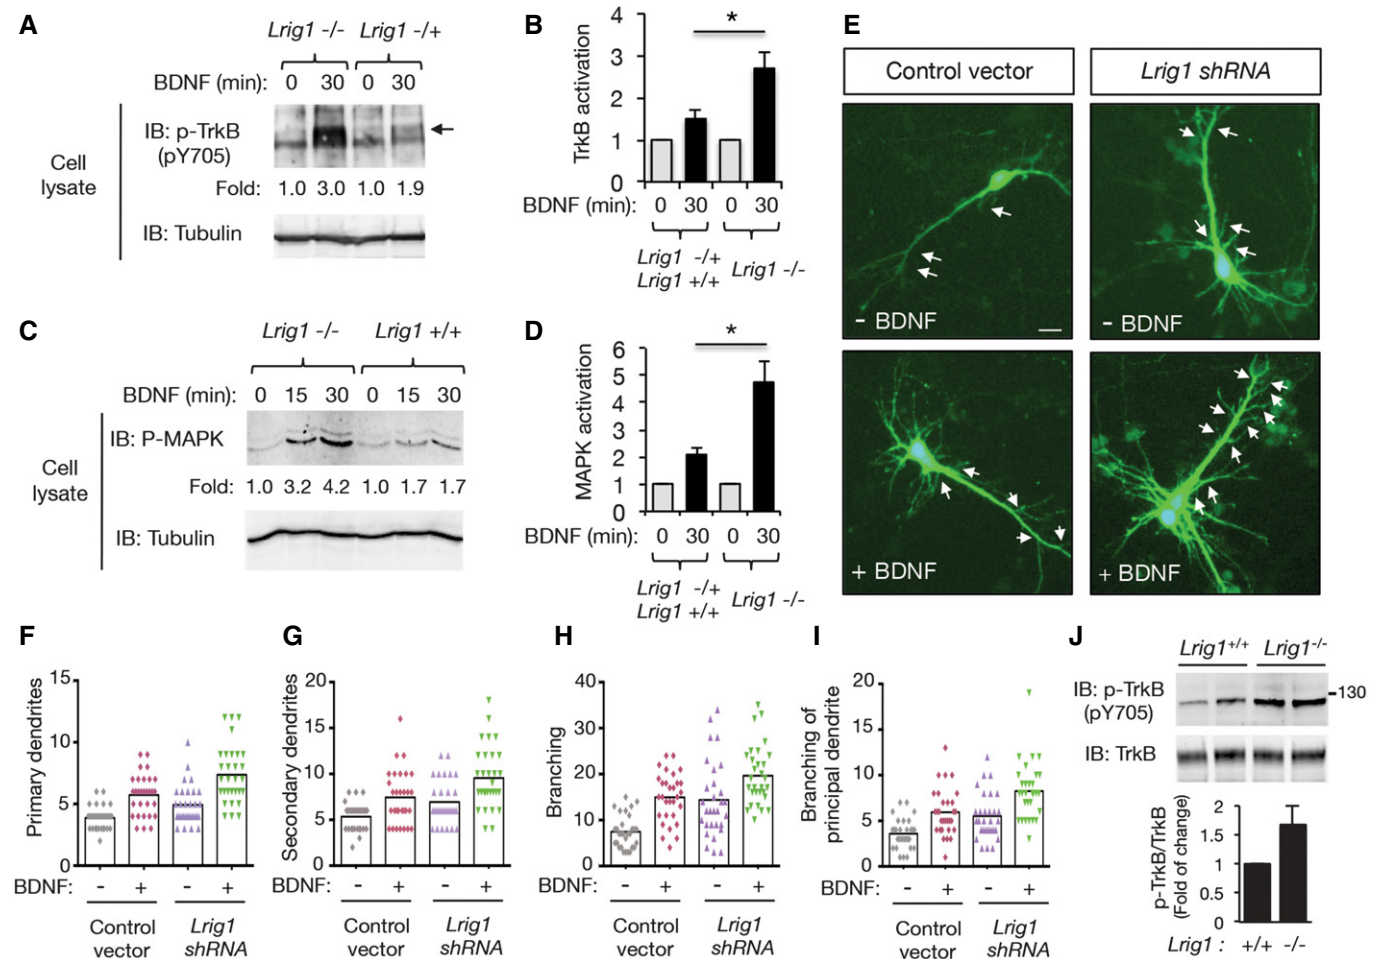 A
Lrig1 -/- Lrig1 -/+
BDNF (min): 0 30 0 30
IB: p-TrkB
(pY705)
Cell
lysate
Fold: 1.0 3.0 1.0 1.9
IB: Tubulin
B
TrkB activation
4
3
2
1
0
*
BDNF (min): 0 30 0 30
Lrig1 -/+
Lrig1 +/+
Lrig1 -/-
C
Lrig1 -/- Lrig1 +/+
BDNF (min): 0 15 30 0 15 30
IB: P-MAPK
Cell
lysate
Fold: 1.0 3.2 4.2 1.0 1.7 1.7
IB: Tubulin
D
MAPK activation
6
5
4
3
2
1
0
*
BDNF (min): 0 30 0 30
Lrig1 -/+
Lrig1 +/+
Lrig1 -/-
E
Control vector
Lrig1 shRNA
- BDNF
- BDNF
+ BDNF
+ BDNF
F
Primary dendrites
15
10
5
0
BDNF: - + - +
Control
vector
Lrig1
shRNA
G
Secondary dendrites
20
15
10
5
0
BDNF: - + - +
Control
vector
Lrig1
shRNA
H
Branching
40
30
20
10
0
BDNF: - + - +
Control
vector
Lrig1
shRNA
I
Branching of
principal dendrite
20
15
10
5
0
BDNF: - + - +
Control
vector
Lrig1
shRNA
J
Lrig1+/+ Lrig1-/-
IB: p-TrkB
(pY705)
130
IB: TrkB
p-TrkB/TrkB
(Fold of change)
2
1.5
1
0.5
0
Lrig1 : +/+ -/-